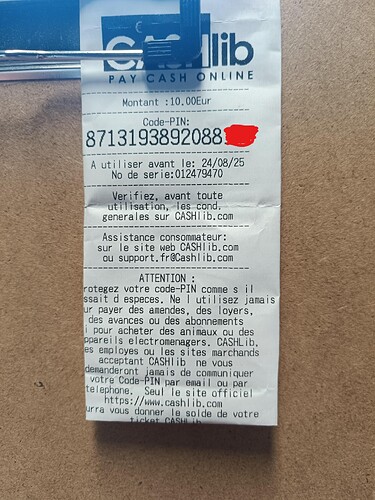 CASHlib
PAY CASH ONLINE
Montant :10,00Eur
Code-PIN:
8713193892088
A utiliser avant le: 24/08/25
No de serie:012479470
Verifiez, avant toute
utilisation, les cond.
generales sur CASHlib.com
Assistance consommateur:
sur le site web CASHlib.com
ou support.fr@Cashlib.com
ATTENTION :
rotegez votre code-PIN comme s il
ssait d especes. Ne l utilisez jamais
ur payer des amendes, des loyers,
des avances ou des abonnements
i pour acheter des animaux ou des
ppareils electromenagers. CASHLib,
es employes ou les sites marchands
acceptant CASHlib ne vous
demanderont jamais de communiquer
votre Code-PIN par email ou par
telephone. Seul le site officiel
https://www.cashlib.com
urra vous donner le solde de votre
ticket CASHlib